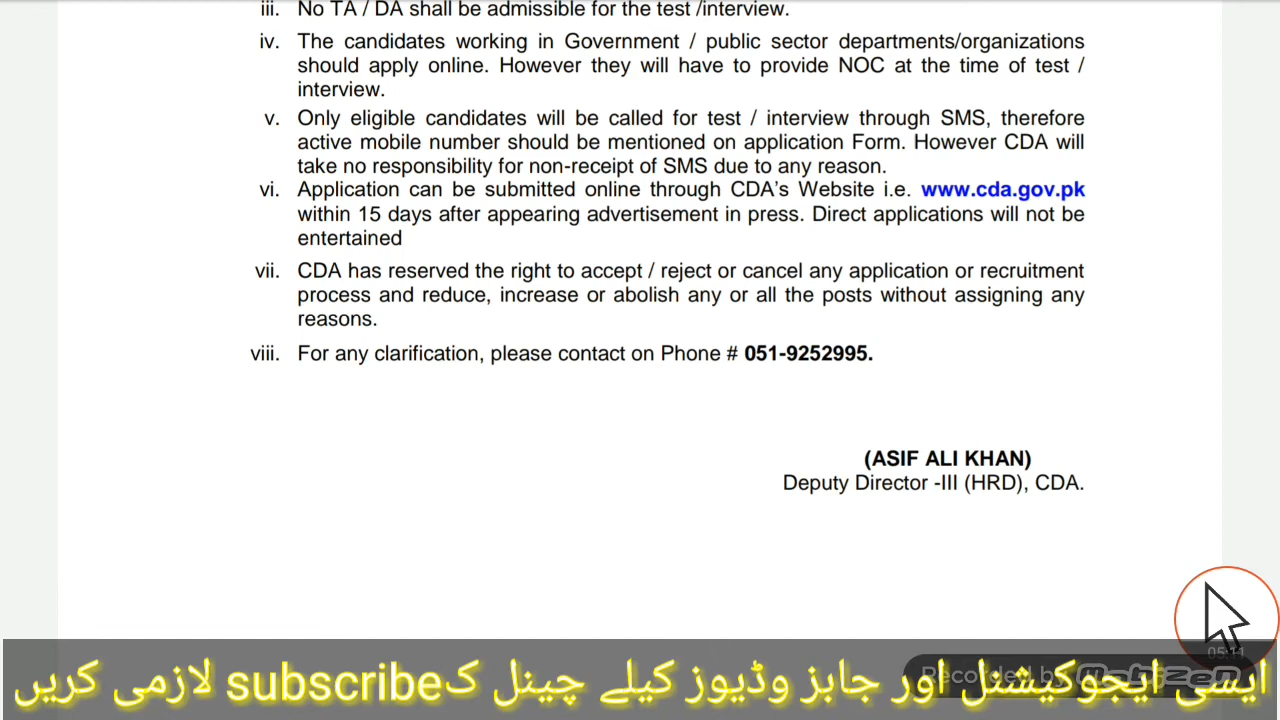 iii. No TA / DA shall be admissible for the test /interview.
iv. The candidates working in Government / public sector departments/organizations
should apply online. However they will have to provide NOC at the time of test /
interview.
v. Only eligible candidates will be called for test / interview through SMS, therefore
active mobile number should be mentioned on application Form. However CDA will
take no responsibility for non-receipt of SMS due to any reason.
vi. Application can be submitted online through CDA's Website i.e. www.cda.gov.pk
within 15 days after appearing advertisement in press. Direct applications will not be
entertained
vii. CDA has reserved the right to accept / reject or cancel any application or recruitment
process and reduce, increase or abolish any or all the posts without assigning any
reasons.
viii. For any clarification, please contact on Phone # 051-9252995.
(ASIF ALI KHAN)
Deputy Director -III (HRD), CDA.
05:11
Recorded by Mobizen
ایسی ایجوکیشنل اور جابز وڈیوز کیلے چینل کsubscribe لازمی کریں